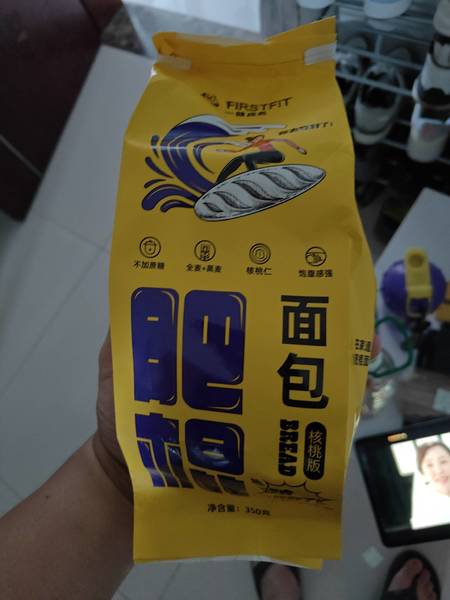 FIRSTFIT
不加蔗糖
全麦+黑麦
核桃仁
饱腹感强
肥棍
面包
BREAD
核桃版
净含量：350克